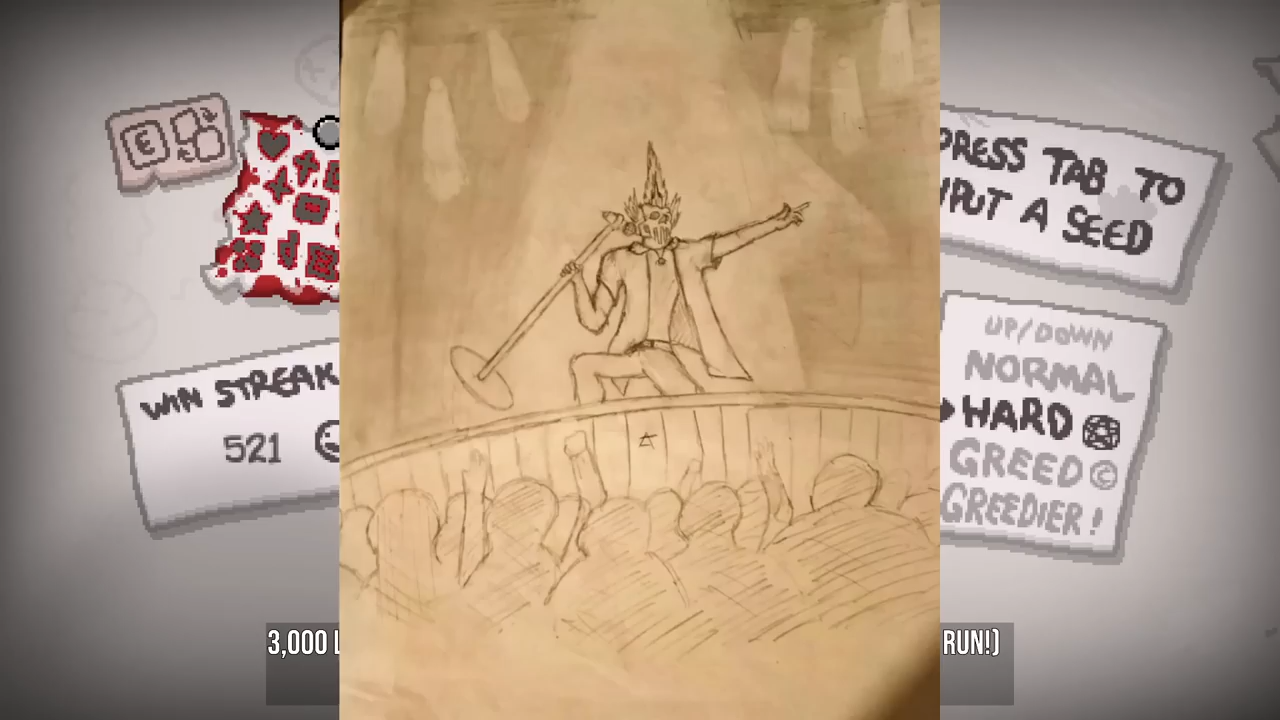 WIN STREAK
521
PRESS TAB TO
INPUT A SEED
UP/DOWN
NORMAL
HARD
GREED
GREEDIER!
3,000
RUN!)